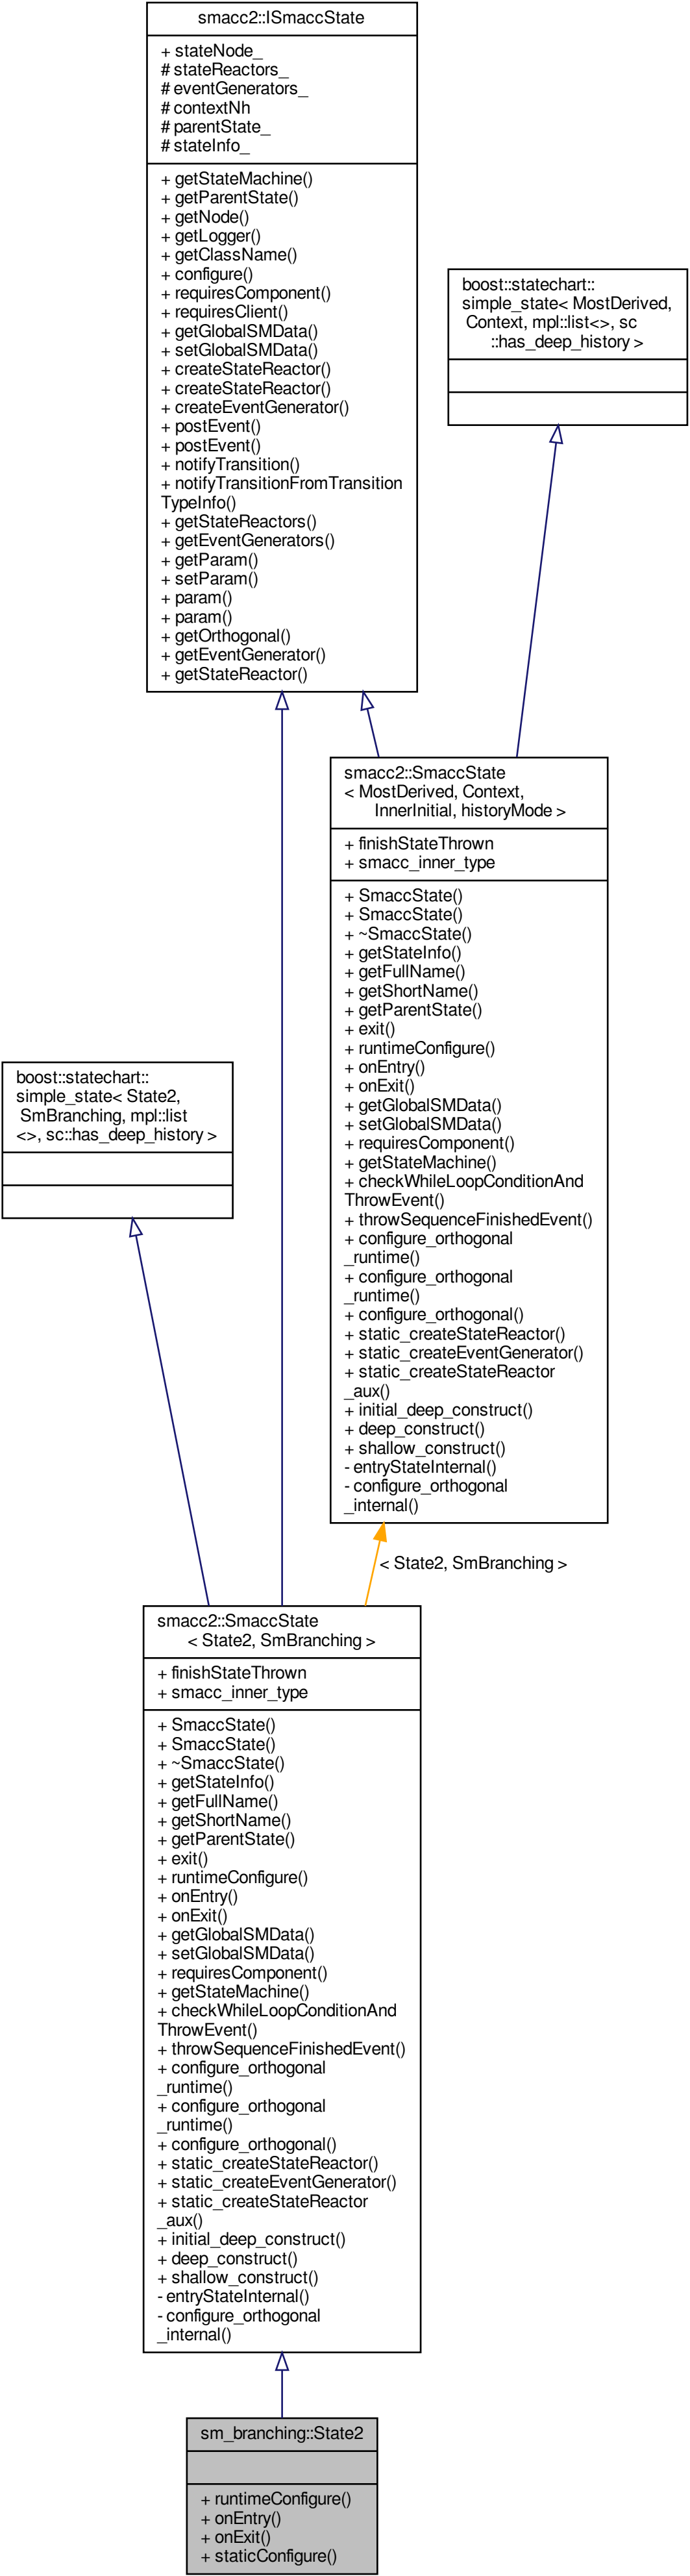 smacc2::ISmaccState
+ stateNode_
# stateReactors_
# eventGenerators_
# contextNh
# parentState_
# stateInfo_
+ getStateMachine()
+ getParentState()
+ getNode()
+ getLogger()
+ getClassName()
+ configure()
+ requiresComponent()
+ requiresClient()
+ getGlobalSMData()
+ setGlobalSMData()
+ createStateReactor()
+ createStateReactor()
+ createEventGenerator()
+ postEvent()
+ postEvent()
+ notifyTransition()
+ notifyTransitionFromTransition
TypeInfo()
+ getStateReactors()
+ getEventGenerators()
+ getParam()
+ setParam()
+ param()
+ param()
+ getOrthogonal()
+ getEventGenerator()
+ getStateReactor()
boost::statechart::
simple_state< MostDerived,
Context, mpl::list<>, sc
::has_deep_history >
smacc2::SmaccState
< MostDerived, Context,
InnerInitial, historyMode >
+ finishStateThrown
+ smacc_inner_type
+ SmaccState()
+ SmaccState()
+ ~SmaccState()
+ getStateInfo()
+ getFullName()
+ getShortName()
+ getParentState()
+ exit()
+ runtimeConfigure()
+ onEntry()
+ onExit()
+ getGlobalSMData()
+ setGlobalSMData()
+ requiresComponent()
+ getStateMachine()
+ checkWhileLoopConditionAnd
ThrowEvent()
+ throwSequenceFinishedEvent()
+ configure_orthogonal
_runtime()
+ configure_orthogonal
_runtime()
+ configure_orthogonal()
+ static_createStateReactor()
+ static_createEventGenerator()
+ static_createStateReactor
_aux()
+ initial_deep_construct()
+ deep_construct()
+ shallow_construct()
- entryStateInternal()
- configure_orthogonal
_internal()
boost::statechart::
simple_state< State2,
SmBranching, mpl::list
<>, sc::has_deep_history >
< State2, SmBranching >
smacc2::SmaccState
< State2, SmBranching >
+ finishStateThrown
+ smacc_inner_type
+ SmaccState()
+ SmaccState()
+ ~SmaccState()
+ getStateInfo()
+ getFullName()
+ getShortName()
+ getParentState()
+ exit()
+ runtimeConfigure()
+ onEntry()
+ onExit()
+ getGlobalSMData()
+ setGlobalSMData()
+ requiresComponent()
+ getStateMachine()
+ checkWhileLoopConditionAnd
ThrowEvent()
+ throwSequenceFinishedEvent()
+ configure_orthogonal
_runtime()
+ configure_orthogonal
_runtime()
+ configure_orthogonal()
+ static_createStateReactor()
+ static_createEventGenerator()
+ static_createStateReactor
_aux()
+ initial_deep_construct()
+ deep_construct()
+ shallow_construct()
- entryStateInternal()
- configure_orthogonal
_internal()
sm_branching::State2
+ runtimeConfigure()
+ onEntry()
+ onExit()
+ staticConfigure()